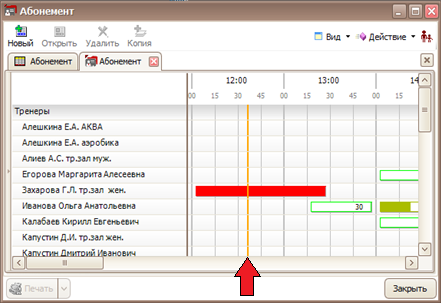 Абонемент
Новый Открыть Удалить Копия Вид Действие
Абонемент Абонемент
12:00 13:00 14
00 15 30 45 00 15 30 45 00 15
Тренеры
Алешкина Е.А. АКВА
Алешкина Е.А. аэробика
Алиев А.С. тр.зал муж.
Егорова Маргарита Алексеевна
Захарова Г.Л. тр.зал жен.
Иванова Ольга Анатольевна 30
Калабаев Кирилл Евгеньевич
Капустин Д.И. тр.зал жен.
Капустин Дмитрий Иванович
Печать Закрыть